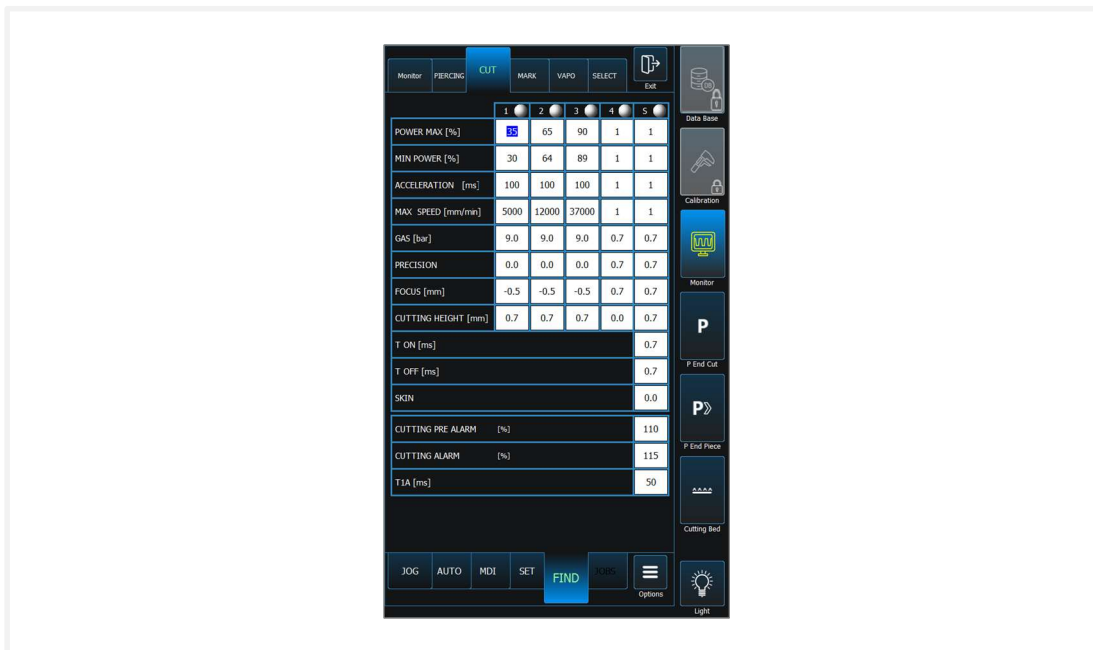 Monitor PIERCING CUT MARK VAPO SELECT Exit
1 2 3 4 S
POWER MAX [%] 35 65 90 1 1
MIN POWER [%] 30 64 89 1 1
ACCELERATION [ms] 100 100 100 1 1
MAX SPEED [mm/min] 5000 12000 37000 1 1
GAS [bar] 9.0 9.0 9.0 0.7 0.7
PRECISION 0.0 0.0 0.0 0.7 0.7
FOCUS [mm] -0.5 -0.5 -0.5 0.7 0.7
CUTTING HEIGHT [mm] 0.7 0.7 0.7 0.0 0.7
T ON [ms] 0.7
T OFF [ms] 0.7
SKIN 0.0
CUTTING PRE ALARM [%] 110
CUTTING ALARM [%] 115
T1A [ms] 50
JOG AUTO MDI SET FIND JOBS Options
DB
Data Base
Calibration
Monitor
P
P End Cut
P»
P End Piece
Cutting Bed
Light